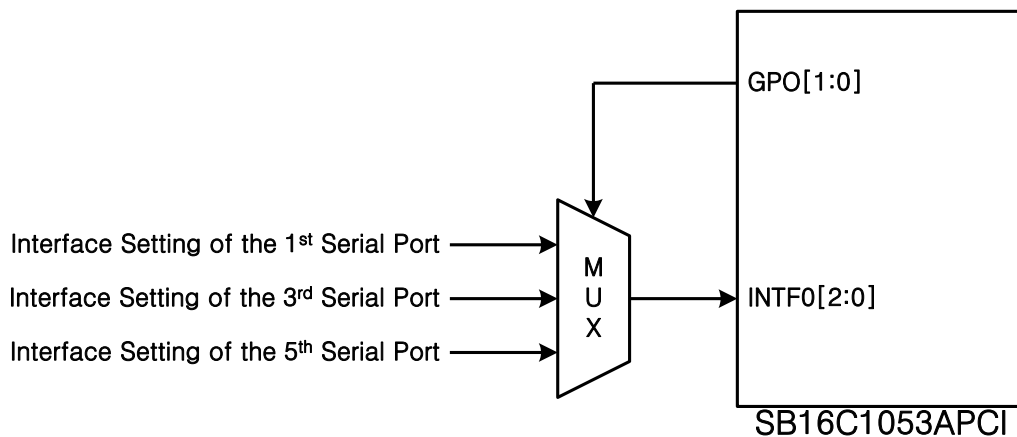 GPO[1:0]
Interface Setting of the 1st Serial Port
Interface Setting of the 3rd Serial Port
Interface Setting of the 5th Serial Port
M
U
X
INTF0[2:0]
SB16C1053APCI